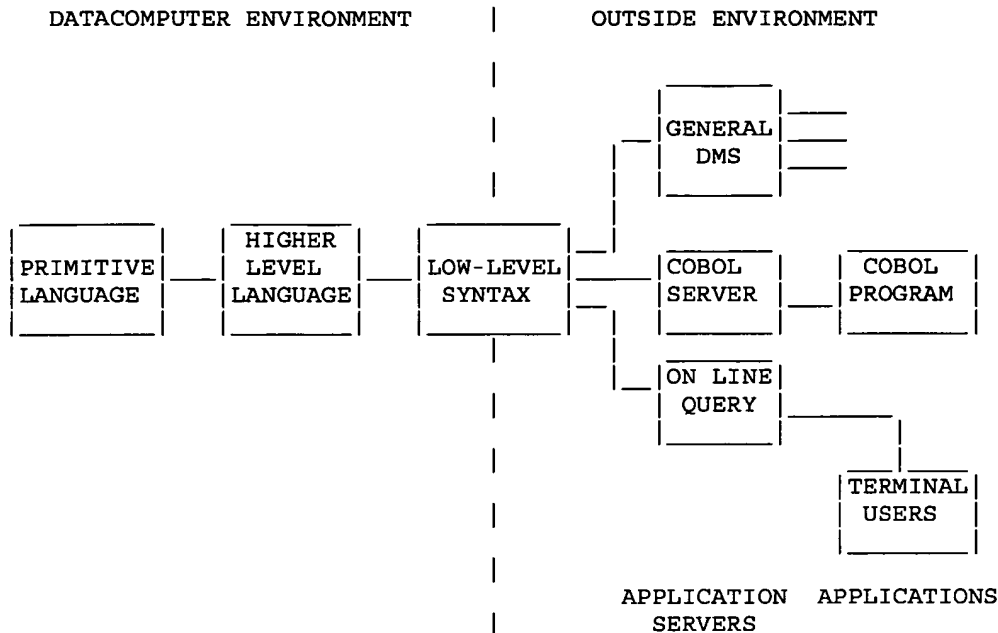 DATACOMPUTER ENVIRONMENT
OUTSIDE ENVIRONMENT
GENERAL
DMS
PRIMITIVE
LANGUAGE
HIGHER
LEVEL
LANGUAGE
LOW-LEVEL
SYNTAX
COBOL
SERVER
COBOL
PROGRAM
ON LINE
QUERY
TERMINAL
USERS
APPLICATION
SERVERS
APPLICATIONS